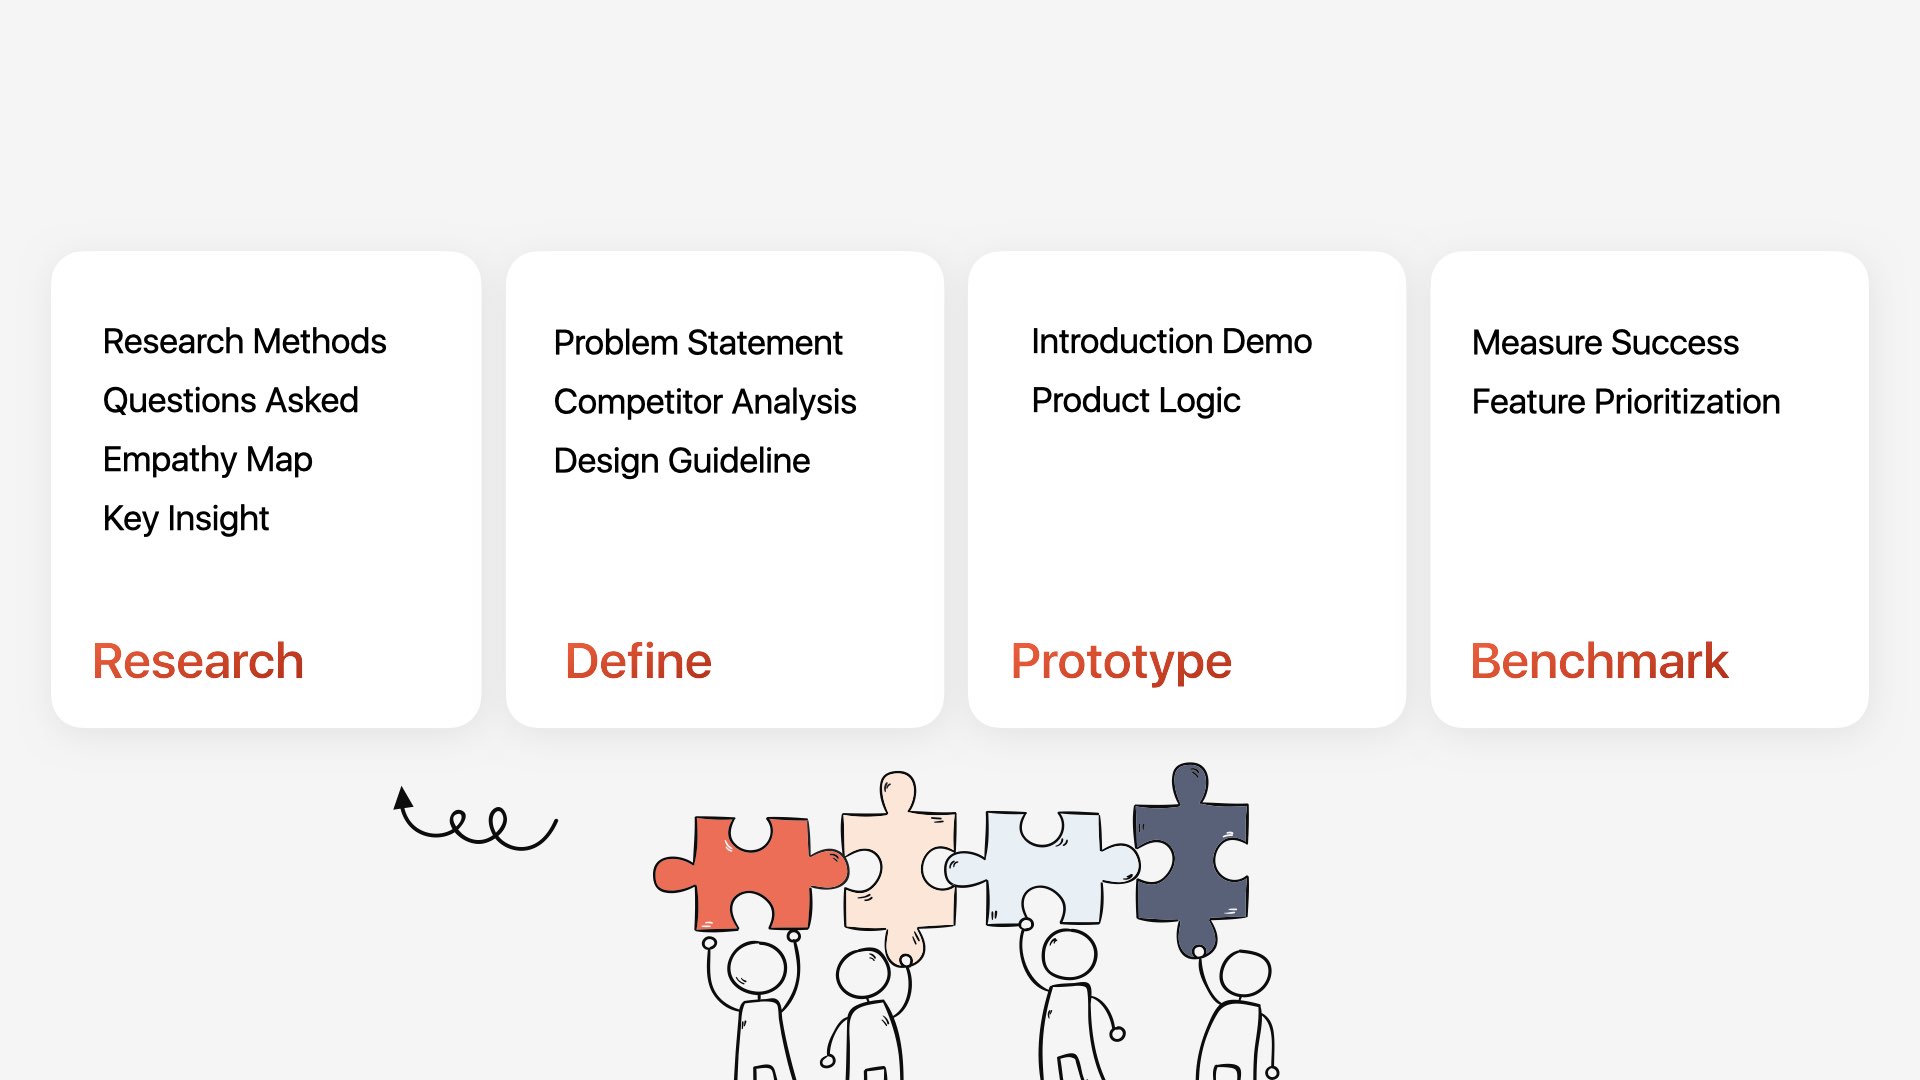 Research Methods
Questions Asked
Empathy Map
Key Insight
Research
Problem Statement
Competitor Analysis
Design Guideline
Define
Introduction Demo
Product Logic
Prototype
Measure Success
Feature Prioritization
Benchmark